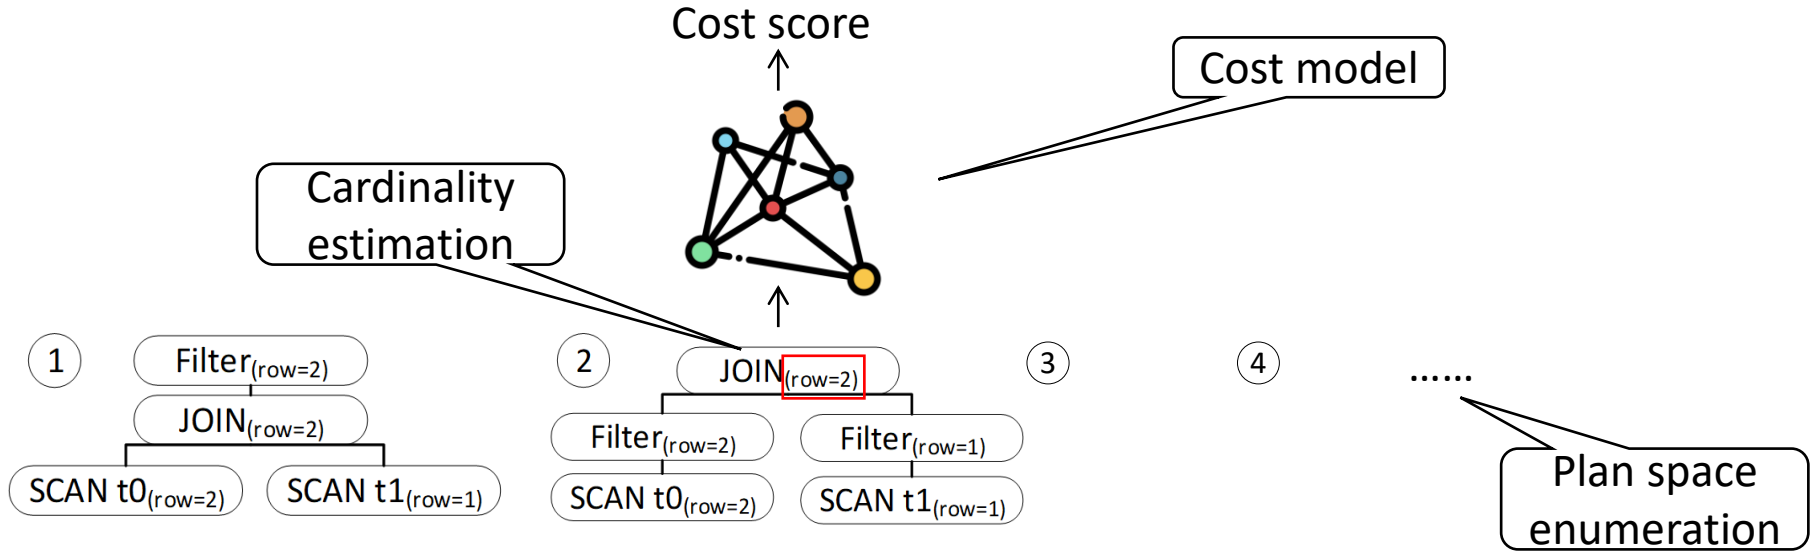 Cost score
Cost model
Cardinality
estimation
1
Filter(row=2)
JOIN(row=2)
SCAN t0(row=2)
SCAN t1(row=1)
2
JOIN(row=2)
Filter(row=2)
Filter(row=1)
SCAN t0(row=2)
SCAN t1(row=1)
3
4
......
Plan space
enumeration